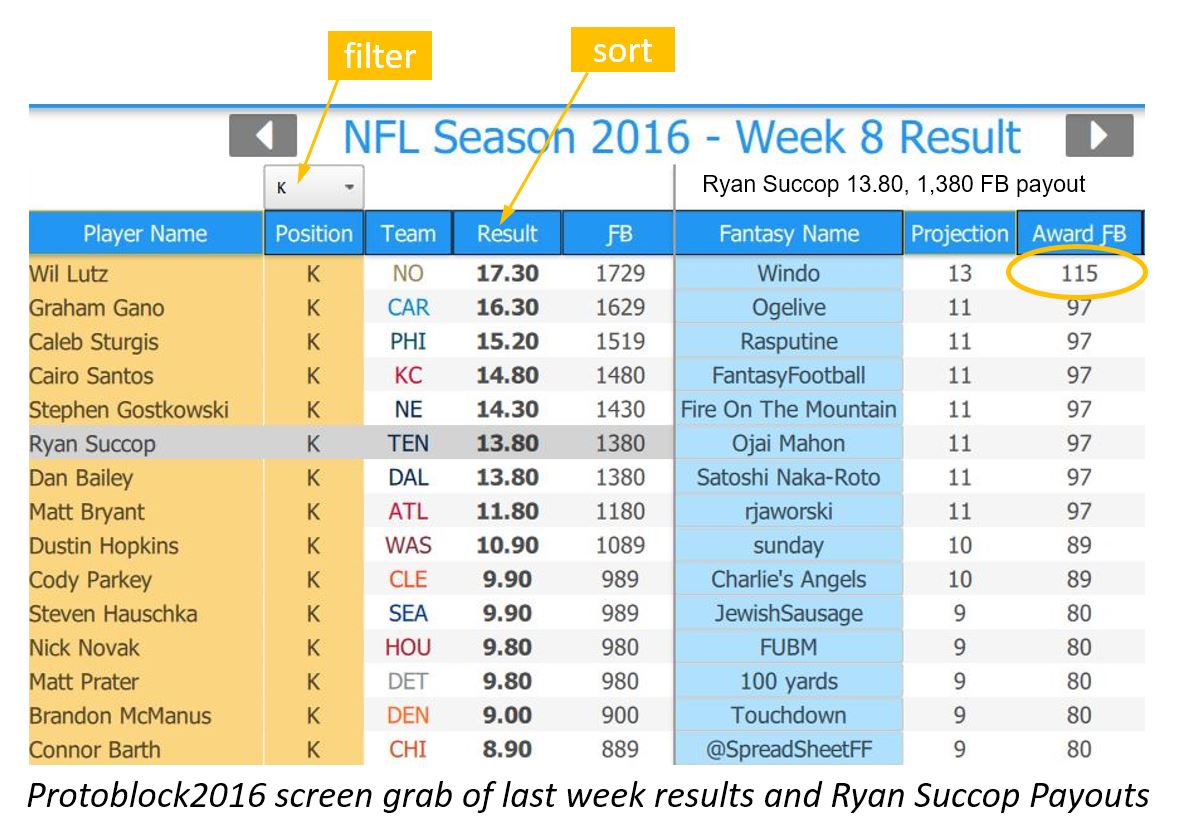 filter
sort
NFL Season 2016 - Week 8 Result
K
Ryan Succop 13.80, 1,380 FB payout
Player Name Position Team Result ƑB Fantasy Name Projection Award ƑB
Wil Lutz K NO 17.30 1729 Windo 13 115
Graham Gano K CAR 16.30 1629 Ogelive 11 97
Caleb Sturgis K PHI 15.20 1519 Rasputine 11 97
Cairo Santos K KC 14.80 1480 FantasyFootball 11 97
Stephen Gostkowski K NE 14.30 1430 Fire On The Mountain 11 97
Ryan Succop K TEN 13.80 1380 Ojai Mahon 11 97
Dan Bailey K DAL 13.80 1380 Satoshi Naka-Roto 11 97
Matt Bryant K ATL 11.80 1180 rjaworski 11 97
Dustin Hopkins K WAS 10.90 1089 sunday 10 89
Cody Parkey K CLE 9.90 989 Charlie's Angels 10 89
Steven Hauschka K SEA 9.90 989 JewishSausage 9 80
Nick Novak K HOU 9.80 980 FUBM 9 80
Matt Prater K DET 9.80 980 100 yards 9 80
Brandon McManus K DEN 9.00 900 Touchdown 9 80
Connor Barth K CHI 8.90 889 @SpreadSheetFF 9 80
Protoblock2016 screen grab of last week results and Ryan Succop Payouts